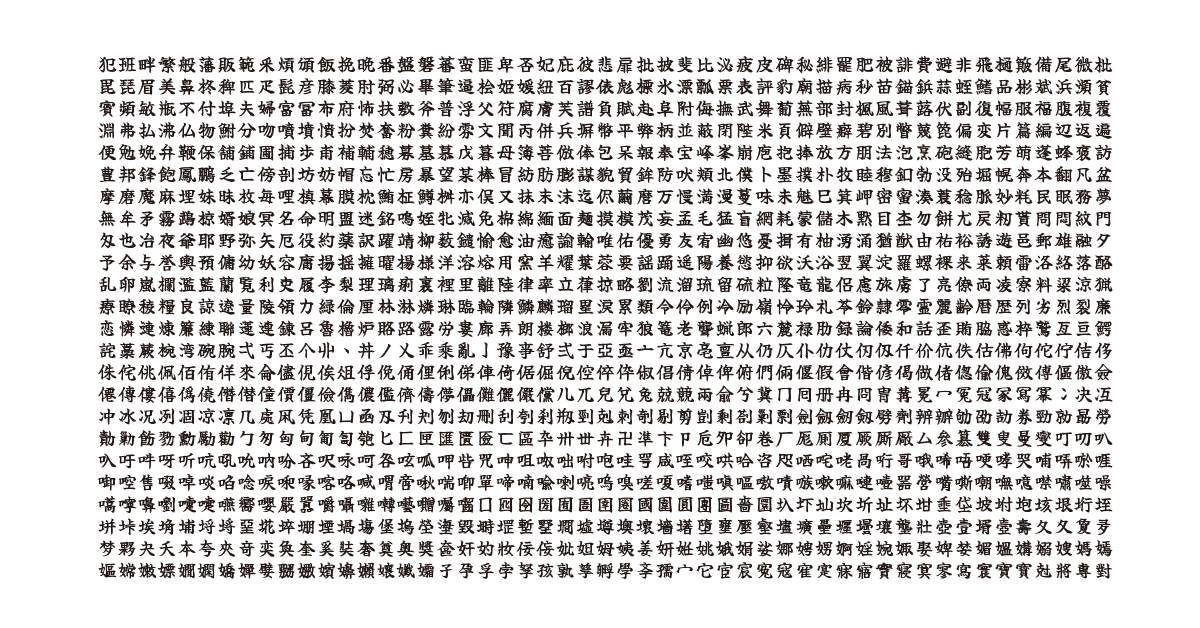 犯班畔繁般藩販範釆煩頒飯挽晩番盤磐蕃蛮匪卑否妃庇彼悲扉批披斐比泌疲皮碑秘緋罷肥被誹費避非飛樋簸備尾微枇
毘琵眉美鼻柊稗匹疋髭彦膝菱肘弼必畢筆逼桧姫媛紐百謬俵彪標氷漂瓢票表評豹廟描病秒苗錨鋲蒜蛭鰭品彬斌浜瀕貧
賓頻敏瓶不付埠夫婦富冨布府怖扶敷斧普浮父符腐膚芙譜負賦赴阜附侮撫武舞葡蕪部封楓風葺蕗伏副復幅服福腹複覆
淵弗払沸仏物鮒分吻噴墳憤扮焚奮粉糞紛雰文聞丙併兵塀幣平弊柄並蔽閉陛米頁僻壁癖碧別瞥蔑箆偏変片篇編辺返遍
便勉娩弁鞭保舗鋪圃捕歩甫補輔穂募墓慕戊暮母簿菩倣俸包呆報奉宝峰峯崩庖抱捧放方朋法泡烹砲縫胞芳萌蓬蜂褒訪
豊邦鋒飽鳳鵬乏亡傍剖坊妨帽忘忙房暴望某棒冒紡肪膨謀貌貿鉾防吠頬北僕卜墨撲朴牧睦穆釦勃没殆堀幌奔本翻凡盆
摩磨魔麻埋妹昧枚毎哩槙幕膜枕鮪柾鱒桝亦俣又抹末沫迄侭繭麿万慢満漫蔓味未魅巳箕岬密蜜湊蓑稔脈妙粍民眠務夢
無牟矛霧鵡椋婿娘冥名命明盟迷銘鳴姪牝滅免棉綿緬面麺摸模茂妄孟毛猛盲網耗蒙儲木黙目杢勿餅尤戻籾貰問悶紋門
匁也冶夜爺耶野弥矢厄役約薬訳躍靖柳薮鑓愉愈油癒諭輸唯佑優勇友宥幽悠憂揖有柚湧涌猶猷由祐裕誘遊邑郵雄融夕
予余与誉輿預傭幼妖容庸揚揺擁曜楊様洋溶熔用窯羊耀葉蓉要謡踊遥陽養慾抑欲沃浴翌翼淀羅螺裸来莱頼雷洛絡落酪
乱卵嵐欄濫藍蘭覧利吏履李梨理璃痢裏裡里離陸律率立葎掠略劉流溜琉留硫粒隆竜龍侶慮旅虜了亮僚両凌寮料梁涼猟
療瞭稜糧良諒遼量陵領力緑倫厘林淋燐琳臨輪隣鱗麟瑠塁涙累類令伶例冷励嶺怜玲礼苓鈴隷零霊麗齢暦歴列劣烈裂廉
恋憐漣煉簾練聯蓮連錬呂魯櫓炉賂路露労婁廊弄朗楼榔浪漏牢狼篭老聾蝋郎六麓禄肋録論倭和話歪賄脇惑枠鷲亙亘鰐
詫藁蕨椀湾碗腕弌丐丕个丱丶丼丿乂乖乘亂亅豫亊舒弍于亞亟亠亢亰亳亶从仍仄仆仂仗仞仭仟价伉佚估佛佝佗佇佶侈
侏侘佻佩佰侑佯來侖儘俔俟俎俘俛俑俚俐俤俥倚倨倔倪倥倅伜俶倡倩倬俾俯們倆偃假會偕偐偈做偖偬偸傀傚傅傴傲僉
僊傳僂僖僞僥僭僣僮價僵儉儁儂儖儕儔儚儡儺儷儼儻儿兀兒兌兔兢竸兩兪兮冀冂囘册冉冏冑冓冕冖冤冦冢冩冪冫决冱
冲冰况冽凅凉凛几處凩凭凰凵凾刄刋刔刎刧刪刮刳刹剏剄剋剌剞剔剪剴剩剳剿剽劍劔劒剱劈劑辨辧劬劭劼劵勁勍勗勞
勣勦飭勠勳勵勸勹匆匈甸匍匐匏匕匚匣匯匱匳匸區卆卅丗卉卍凖卞卩卮夘卻卷厂厖厠厦厥厮厰厶參簒雙叟曼燮叮叨叭
叺吁吽呀听吭吼吮吶吩吝呎咏呵咎呟呱呷呰咒呻咀呶咄咐咆哇咢咸咥咬哄哈咨咫哂咤咾咼哘哥哦唏唔哽哮哭哺哢唹啀
啣啌售啜啅啖啗唸唳啝喙喀咯喊喟啻啾喘喞單啼喃喩喇喨嗚嗅嗟嗄嗜嗤嗔嘔嗷嘖嗾嗽嘛嗹噎噐營嘴嘶嘲嘸噫噤嘯噬噪
嚆嚀嚊嚠嚔嚏嚥嚮嚶嚴囂嚼囁囃囀囈囎囑囓囗囮囹圀囿圄圉圈國圍圓團圖嗇圜圦圷圸坎圻址坏坩埀垈坡坿垉垓垠垳垤
垪垰埃埆埔埒埓堊埖埣堋堙堝塲堡塢塋塰毀塒堽塹墅墹墟墫墺壞墻墸墮壅壓壑壗壙壘壥壜壤壟壯壺壹壻壼壽夂夊夐夛
梦夥夬夭夲夸夾竒奕奐奎奚奘奢奠奧奬奩奸妁妝佞侫妣妲姆姨姜妍姙姚娥娟娑娜娉娚婀婬婉娵娶婢婪媚媼媾嫋嫂媽嫣
嫗嫦嫩嫖嫺嫻嬌嬋嬖嬲嫐嬪嬶嬾孃孅孀孑孕孚孛孥孩孰孳孵學斈孺宀它宦宸寃寇寉寔寐寤實寢寞寥寫寰寶寳尅將專對